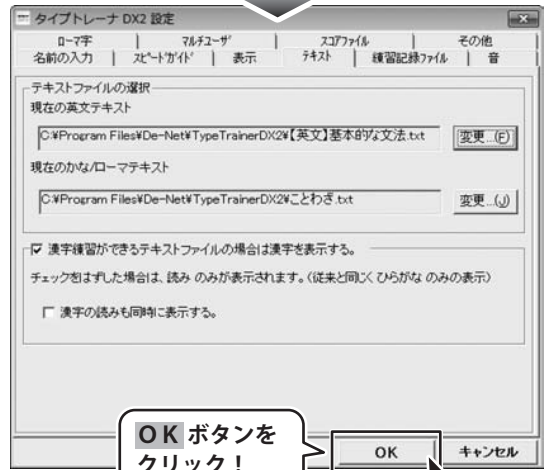 タイプトレーナ DX2 設定
ローマ字 マルチユーザ スコアファイル その他
名前の入力 スピードガイド 表示 テキスト 練習記録ファイル 音
テキストファイルの選択
現在の英文テキスト
C:¥Program Files¥De-Net¥TypeTrainerDX2¥【英文】基本的な文法.txt 変更...(F)
現在のかな/ローマテキスト
C:¥Program Files¥De-Net¥TypeTrainerDX2¥ことわざ.txt 変更...(J)
漢字練習ができるテキストファイルの場合は漢字を表示する。
チェックをはずした場合は、読み のみが表示されます。(従来と同じく ひらがな のみの表示)
漢字の読みも同時に表示する。
OK ボタンを
クリック!
OK キャンセル